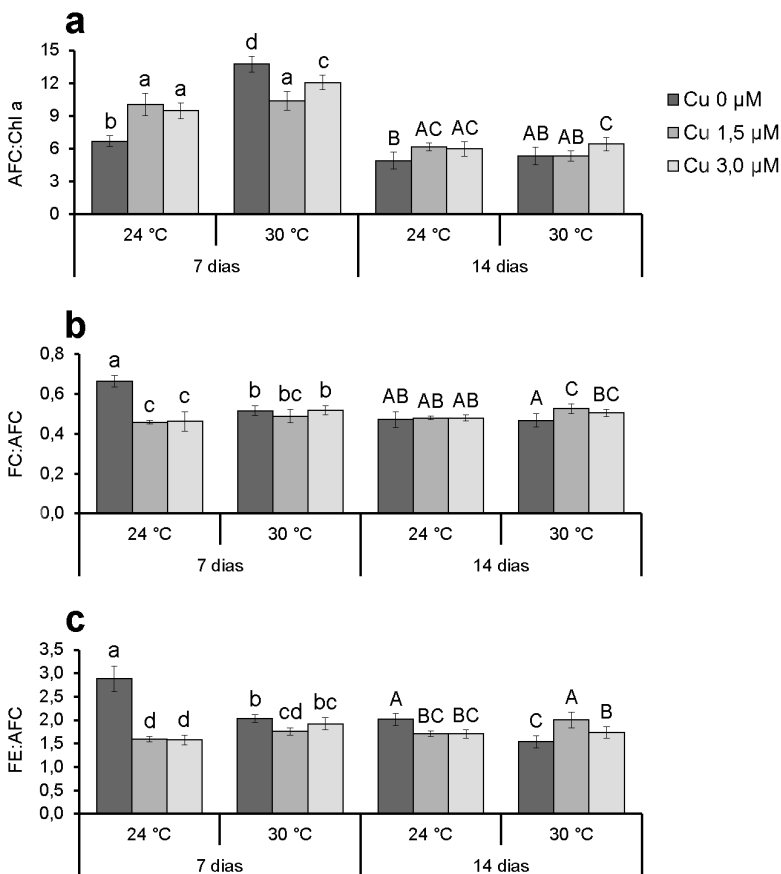 a
15
12
9
6
3
0
AFC:Chl a
b a a d a c B AC AC AB AB C
24 °C 30 °C 24 °C 30 °C
7 dias 14 dias
Cu 0 µM
Cu 1,5 µM
Cu 3,0 µM
b
0,8
0,6
0,4
0,2
0,0
FC:AFC
a c c b bc b AB AB AB A C BC
24 °C 30 °C 24 °C 30 °C
7 dias 14 dias
c
3,5
3,0
2,5
2,0
1,5
1,0
0,5
0,0
FE:AFC
a d d b cd bc A BC BC C A B
24 °C 30 °C 24 °C 30 °C
7 dias 14 dias